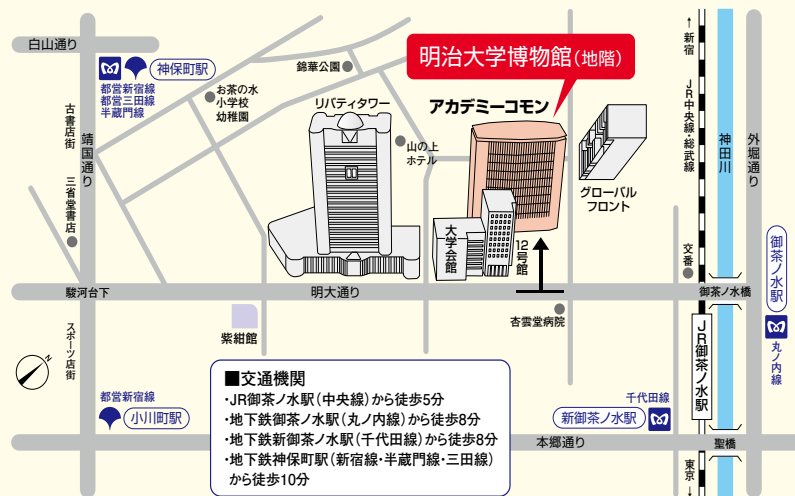 白山通り
神保町駅
都営新宿線
都営三田線
半蔵門線
古書店街
靖国通り
三省堂書店
駿河台下
スポーツ店街
N
都営新宿線
小川町駅
お茶の水
小学校
幼稚園
錦華公園
リバティタワー
山の上
ホテル
明治大学博物館（地階）
アカデミーコモン
グローバル
フロント
大学会館
12号館
明大通り
紫紺館
杏雲堂病院
←新宿
JR中央線・総武線
神田川
外堀通り
交番
御茶ノ水橋
御茶ノ水駅
丸ノ内線
JR御茶ノ水駅
千代田線
新御茶ノ水駅
本郷通り
聖橋
東京→
■交通機関
・JR御茶ノ水駅（中央線）から徒歩5分
・地下鉄御茶ノ水駅（丸ノ内線）から徒歩8分
・地下鉄新御茶ノ水駅（千代田線）から徒歩8分
・地下鉄神保町駅（新宿線・半蔵門線・三田線）
から徒歩10分